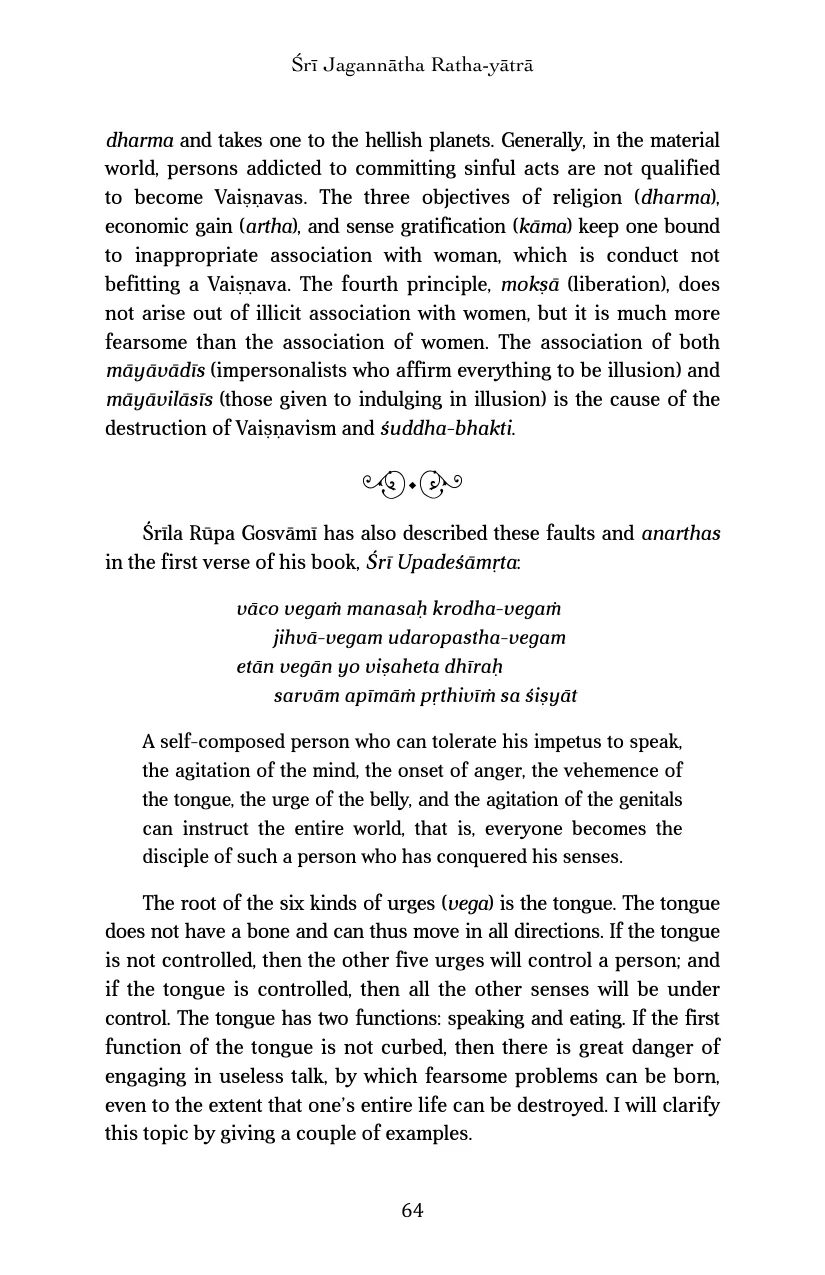 Śrī Jagannātha Ratha-yātrā
dharma and takes one to the hellish planets. Generally, in the material
world, persons addicted to committing sinful acts are not qualified
to become Vaiṣṇavas. The three objectives of religion (dharma),
economic gain (artha), and sense gratification (kāma) keep one bound
to inappropriate association with woman, which is conduct not
befitting a Vaiṣṇava. The fourth principle, mokṣā (liberation), does
not arise out of illicit association with women, but it is much more
fearsome than the association of women. The association of both
māyāvādīs (impersonalists who affirm everything to be illusion) and
māyāvilāsīs (those given to indulging in illusion) is the cause of the
destruction of Vaiṣṇavism and śuddha-bhakti.
Śrīla Rūpa Gosvāmī has also described these faults and anarthas
in the first verse of his book, Śrī Upadeśāmṛta:
vāco vegaṁ manasaḥ krodha-vegaṁ
jihvā-vegam udaropastha-vegam
etān vegān yo viṣaheta dhīraḥ
sarvām apīmāṁ pṛthivīṁ sa śiṣyāt
A self-composed person who can tolerate his impetus to speak,
the agitation of the mind, the onset of anger, the vehemence of
the tongue, the urge of the belly, and the agitation of the genitals
can instruct the entire world, that is, everyone becomes the
disciple of such a person who has conquered his senses.
The root of the six kinds of urges (vega) is the tongue. The tongue
does not have a bone and can thus move in all directions. If the tongue
is not controlled, then the other five urges will control a person; and
if the tongue is controlled, then all the other senses will be under
control. The tongue has two functions: speaking and eating. If the first
function of the tongue is not curbed, then there is great danger of
engaging in useless talk, by which fearsome problems can be born,
even to the extent that one's entire life can be destroyed. I will clarify
this topic by giving a couple of examples.
64